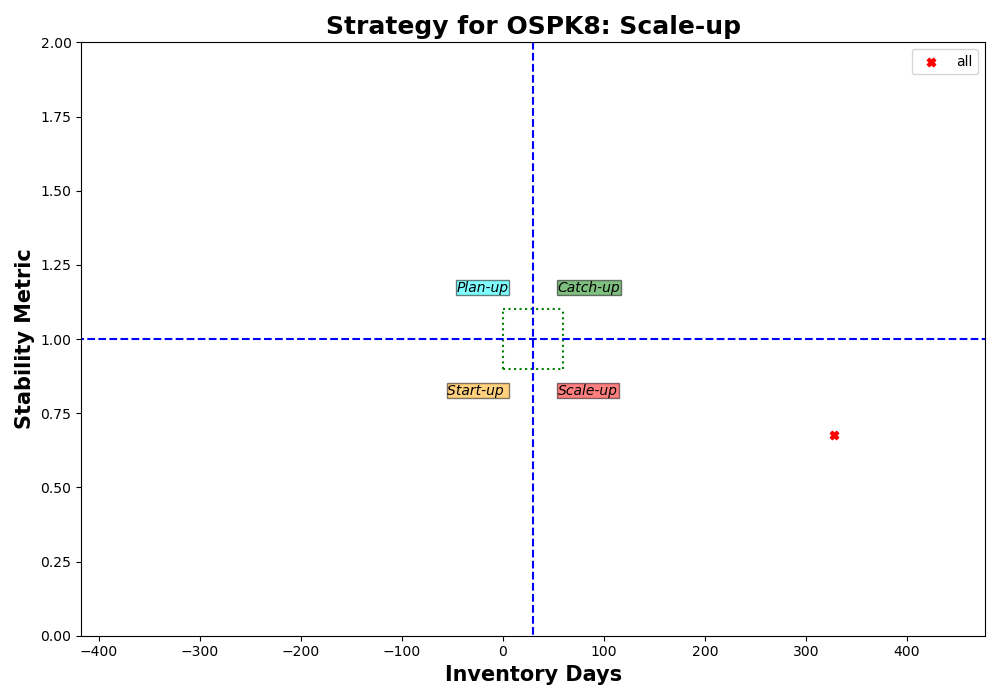 Strategy for OSPK8: Scale-up
all
2.00
1.75
1.50
1.25
1.00
0.75
0.50
0.25
0.00
Stability Metric
Plan-up
Catch-up
Start-up
Scale-up
−400
−300
−200
−100
0
100
200
300
400
Inventory Days